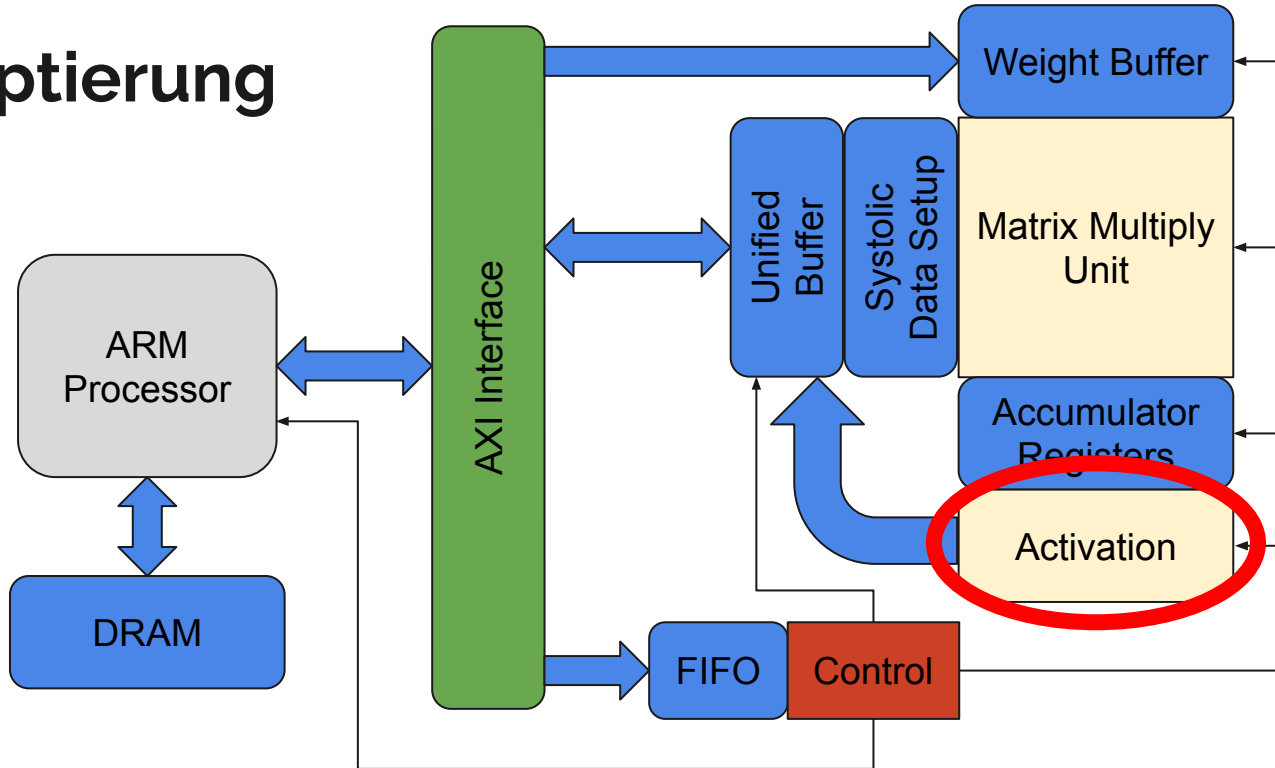 ptierung
Weight Buffer
Unified
Buffer
Systolic
Data Setup
Matrix Multiply
Unit
AXI Interface
ARM
Processor
Accumulator
Registers
Activation
DRAM
FIFO
Control